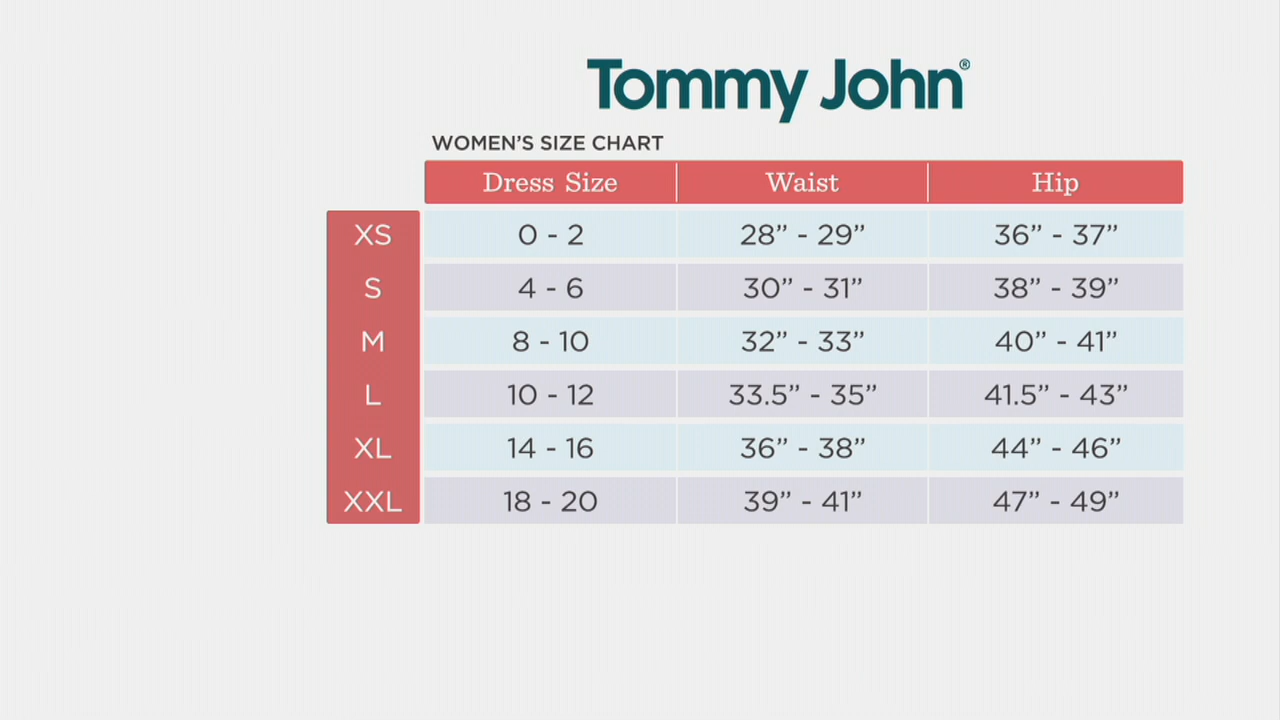 Tommy John®
WOMEN’S SIZE CHART
Dress Size Waist Hip
XS 0 - 2 28” - 29” 36” - 37”
S 4 - 6 30” - 31” 38” - 39”
M 8 - 10 32” - 33” 40” - 41”
L 10 - 12 33.5” - 35” 41.5” - 43”
XL 14 - 16 36” - 38” 44” - 46”
XXL 18 - 20 39” - 41” 47” - 49”